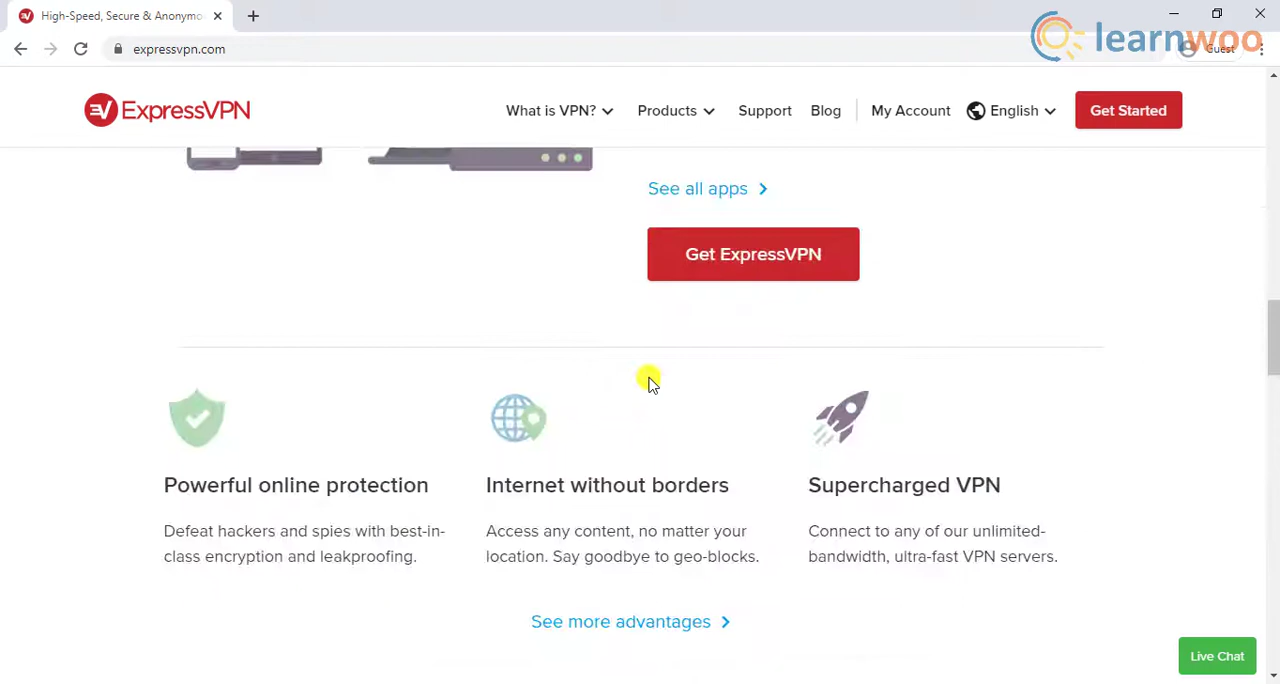 High-Speed, Secure & Anonymo
expressvpn.com
learnwoo
Guest
ExpressVPN
What is VPN? Products Support Blog My Account English Get Started
See all apps
Get ExpressVPN
Powerful online protection
Defeat hackers and spies with best-in-
class encryption and leakproofing.
Internet without borders
Access any content, no matter your
location. Say goodbye to geo-blocks.
Supercharged VPN
Connect to any of our unlimited-
bandwidth, ultra-fast VPN servers.
See more advantages
Live Chat